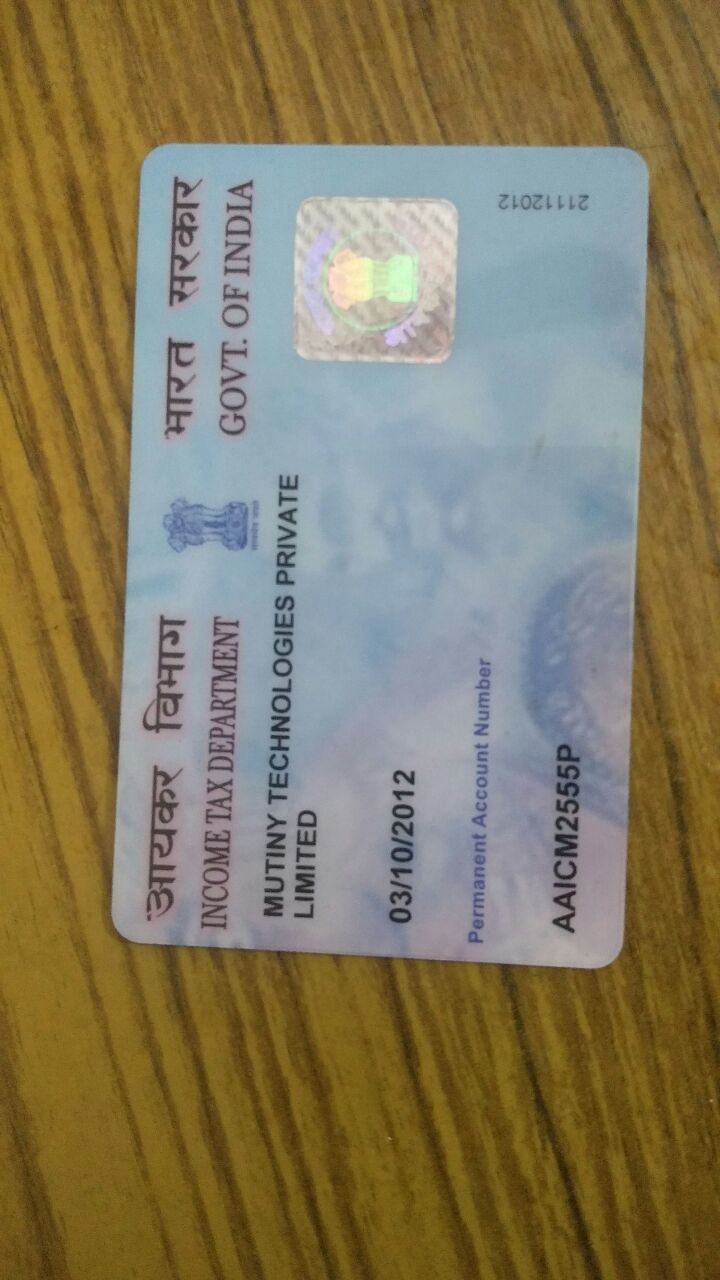 आयकर विभाग
INCOME TAX DEPARTMENT
भारत सरकार
GOVT. OF INDIA
MUTINY TECHNOLOGIES PRIVATE
LIMITED
03/10/2012
Permanent Account Number
AAICM2555P
21112012